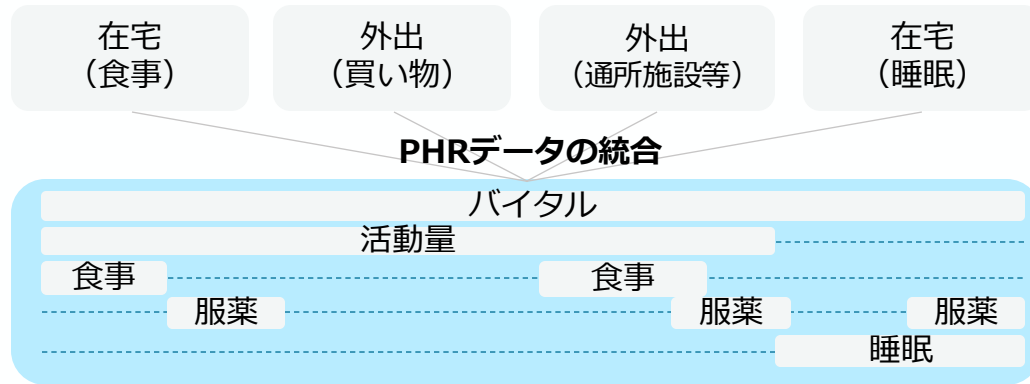 在宅
（食事）
外出
（買い物）
外出
（通所施設等）
在宅
（睡眠）
PHRデータの統合
バイタル
活動量
食事
食事
服薬
服薬
服薬
睡眠